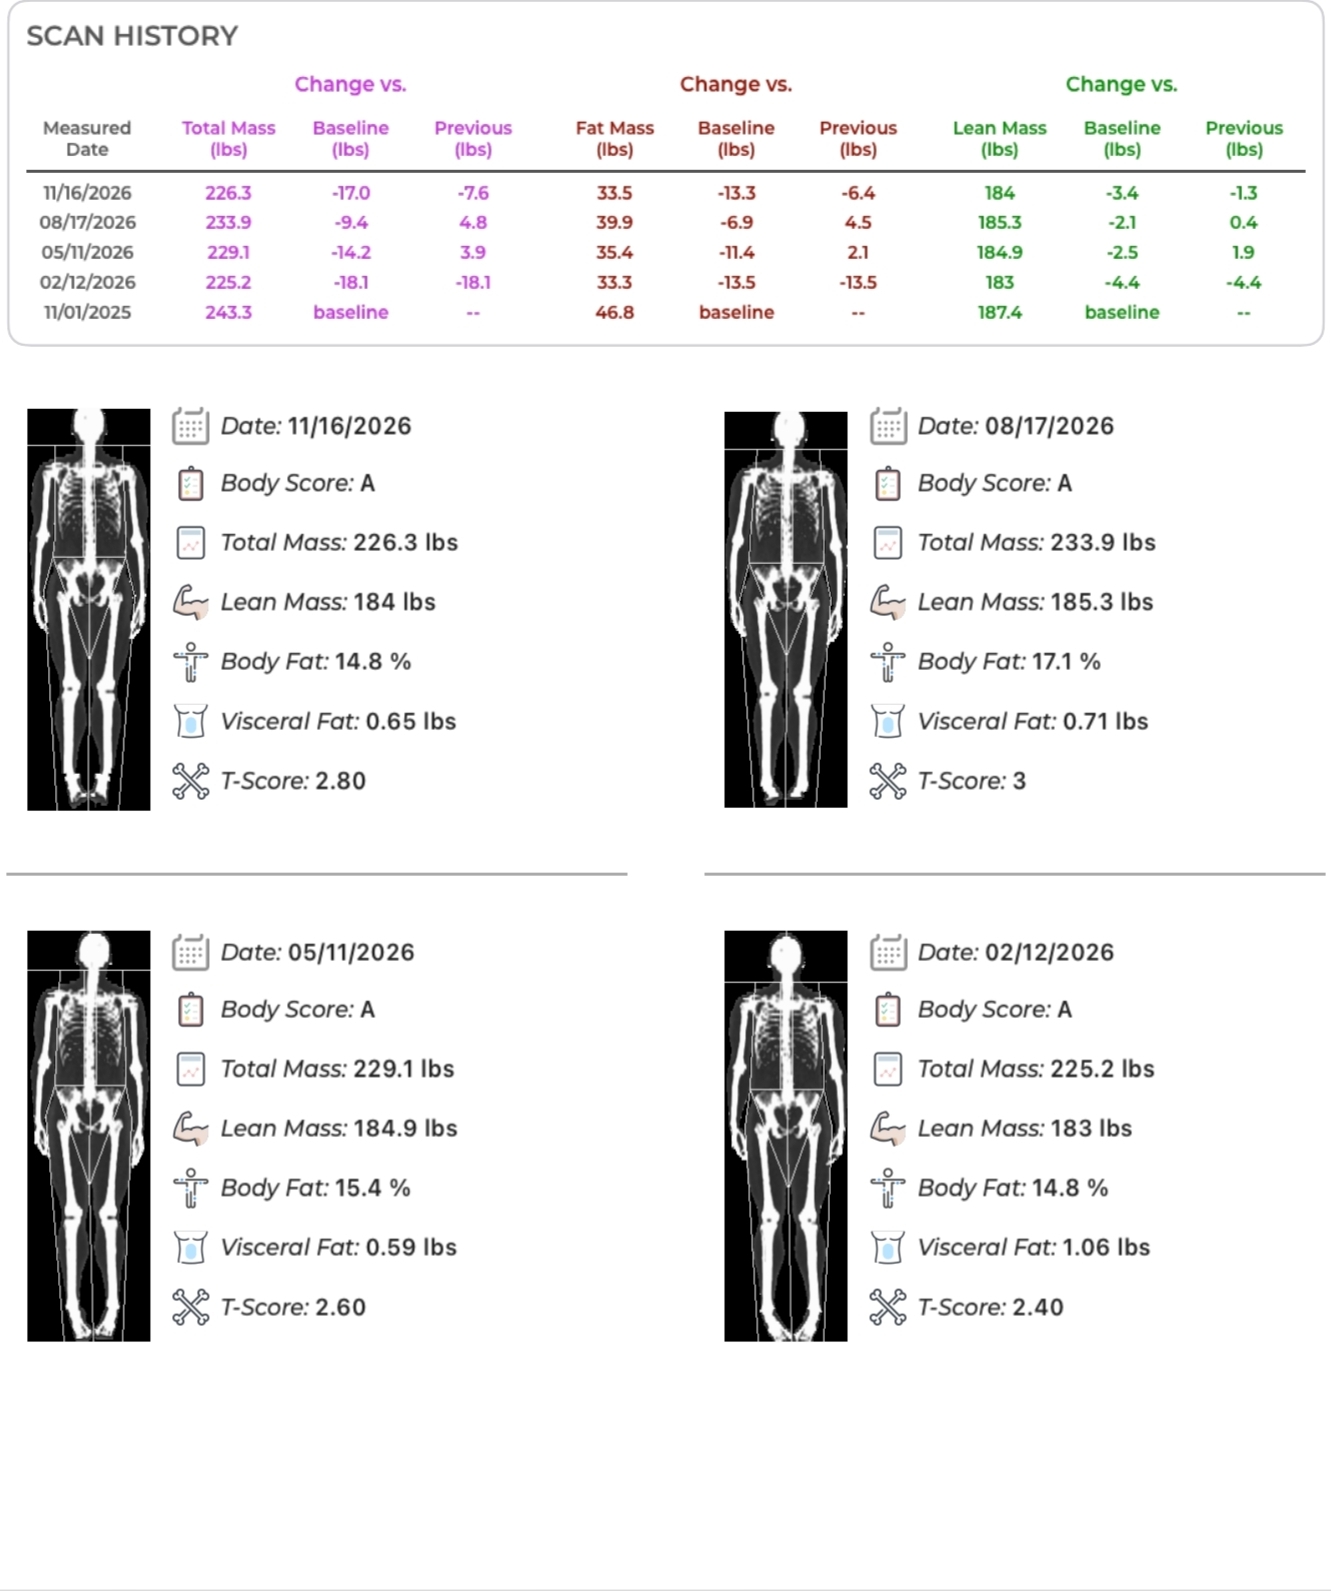 SCAN HISTORY
Change vs. Change vs. Change vs.
Measured Date Total Mass (lbs) Baseline (lbs) Previous (lbs) Fat Mass (lbs) Baseline (lbs) Previous (lbs) Lean Mass (lbs) Baseline (lbs) Previous (lbs)
11/16/2026 226.3 -17.0 -7.6 33.5 -13.3 -6.4 184 -3.4 -1.3
08/17/2026 233.9 -9.4 4.8 39.9 -6.9 4.5 185.3 -2.1 0.4
05/11/2026 229.1 -14.2 3.9 35.4 -11.4 2.1 184.9 -2.5 1.9
02/12/2026 225.2 -18.1 -18.1 33.3 -13.5 -13.5 183 -4.4 -4.4
11/01/2025 243.3 baseline -- 46.8 baseline -- 187.4 baseline --
Date: 11/16/2026
Body Score: A
Total Mass: 226.3 lbs
Lean Mass: 184 lbs
Body Fat: 14.8 %
Visceral Fat: 0.65 lbs
T-Score: 2.80
Date: 08/17/2026
Body Score: A
Total Mass: 233.9 lbs
Lean Mass: 185.3 lbs
Body Fat: 17.1 %
Visceral Fat: 0.71 lbs
T-Score: 3
Date: 05/11/2026
Body Score: A
Total Mass: 229.1 lbs
Lean Mass: 184.9 lbs
Body Fat: 15.4 %
Visceral Fat: 0.59 lbs
T-Score: 2.60
Date: 02/12/2026
Body Score: A
Total Mass: 225.2 lbs
Lean Mass: 183 lbs
Body Fat: 14.8 %
Visceral Fat: 1.06 lbs
T-Score: 2.40